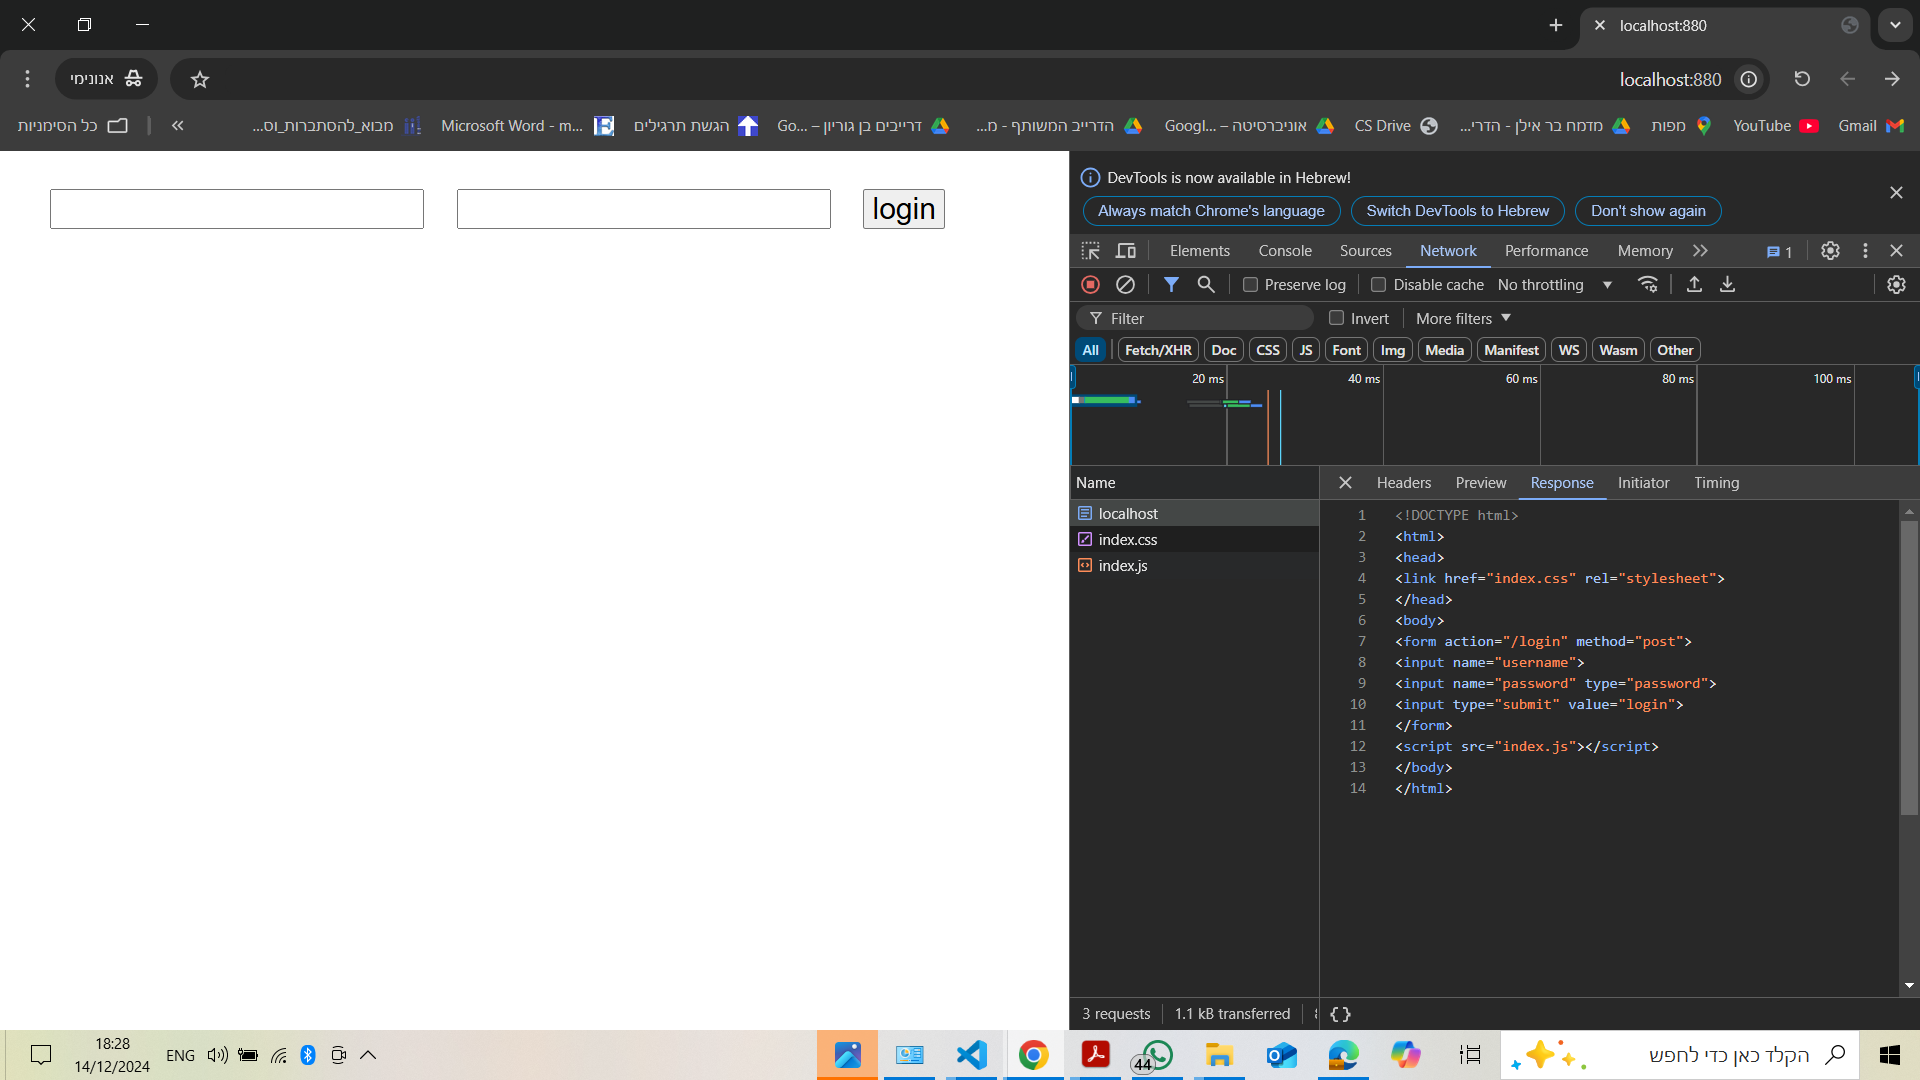 localhost:880
אנונימי
localhost:880
כל הסימניות
מבוא_להסתברות_וס...
Microsoft Word - m...
הגשת תרגילים
דרייבים בן גוריון – Go...
הדרייב המשותף - מ...
אוניברסיטה – Googl...
CS Drive
מדמח בר אילן - הדרי...
מפות
YouTube
Gmail
login
DevTools is now available in Hebrew!
Always match Chrome's language
Switch DevTools to Hebrew
Don't show again
Elements Console Sources Network Performance Memory 1
Preserve log Disable cache No throttling
Filter Invert More filters
All Fetch/XHR Doc CSS JS Font Img Media Manifest WS Wasm Other
20 ms 40 ms 60 ms 80 ms 100 ms
Name
Headers Preview Response Initiator Timing
localhost
index.css
index.js
1 <!DOCTYPE html>
2 <html>
3 <head>
4 <link href="index.css" rel="stylesheet">
5 </head>
6 <body>
7 <form action="/login" method="post">
8 <input name="username">
9 <input name="password" type="password">
10 <input type="submit" value="login">
11 </form>
12 <script src="index.js"></script>
13 </body>
14 </html>
3 requests 1.1 kB transferred
{}
18:28
14/12/2024
ENG
44
הקלד כאן כדי לחפש